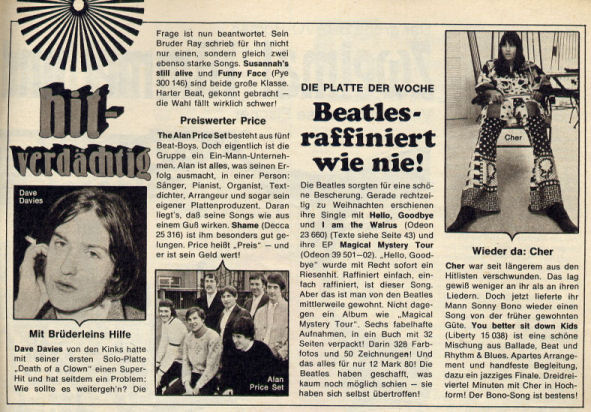 hit-
verdächtig
Dave
Davies
Mit Brüderleins Hilfe
Dave Davies von den Kinks hatte
mit seiner ersten Solo-Platte
„Death of a Clown" einen Super-
Hit und hat seitdem ein Problem:
Wie sollte es weitergeh'n? Die
Frage ist nun beantwortet. Sein
Bruder Ray schrieb für ihn nicht
nur einen, sondern gleich zwei
ebenso starke Songs. Susannah's
still alive und Funny Face (Pye
300 146) sind beide große Klasse.
Harter Beat, gekonnt gebracht –
die Wahl fällt wirklich schwer!
Preiswerter Price
The Alan Price Set besteht aus fünf
Beat-Boys. Doch eigentlich ist die
Gruppe ein Ein-Mann-Unterneh-
men. Alan ist alles, was seinen Er-
folg ausmacht, in einer Person:
Sänger, Pianist, Organist, Text-
dichter, Arrangeur und sogar sein
eigener Plattenproduzent. Daran
liegt's, daß seine Songs wie aus
einem Guß wirken. Shame (Decca
25 316) ist ihm besonders gut ge-
lungen. Price heißt „Preis" – und
er ist sein Geld wert!
Alan
Price Set
DIE PLATTE DER WOCHE
Beatles-
raffiniert
wie nie!
Die Beatles sorgten für eine schö-
ne Bescherung. Gerade rechtzei-
tig zu Weihnachten erschienen
ihre Single mit Hello, Goodbye
und I am the Walrus (Odeon
23 660) (Texte siehe Seite 43) und
ihre EP Magical Mystery Tour
(Odeon 39 501–02). „Hello, Good-
bye" wurde mit Recht sofort ein
Riesenhit. Raffiniert einfach, ein-
fach raffiniert, ist dieser Song.
Aber das ist man von den Beatles
mittlerweile gewohnt. Nicht dage-
gen ein Album wie „Magical
Mystery Tour". Sechs fabelhafte
Aufnahmen, in ein Buch mit 32
Seiten verpackt! Darin 328 Farb-
fotos und 50 Zeichnungen! Und
das alles für nur 12 Mark 80! Die
Beatles haben geschafft, was
kaum noch möglich schien – sie
haben sich selbst übertroffen!
Cher
Wieder da: Cher
Cher war seit längerem aus den
Hitlisten verschwunden. Das lag
gewiß weniger an ihr als an ihren
Liedern. Doch jetzt lieferte ihr
Mann Sonny Bono wieder einen
Song von der früher gewohnten
Güte. You better sit down Kids
(Liberty 15 038) ist eine schöne
Mischung aus Ballade, Beat und
Rhythm & Blues. Apartes Arrange-
ment und handfeste Begleitung,
dazu ein jazziges Finale. Dreidrei-
viertel Minuten mit Cher in Hoch-
form! Der Bono-Song ist bestens!